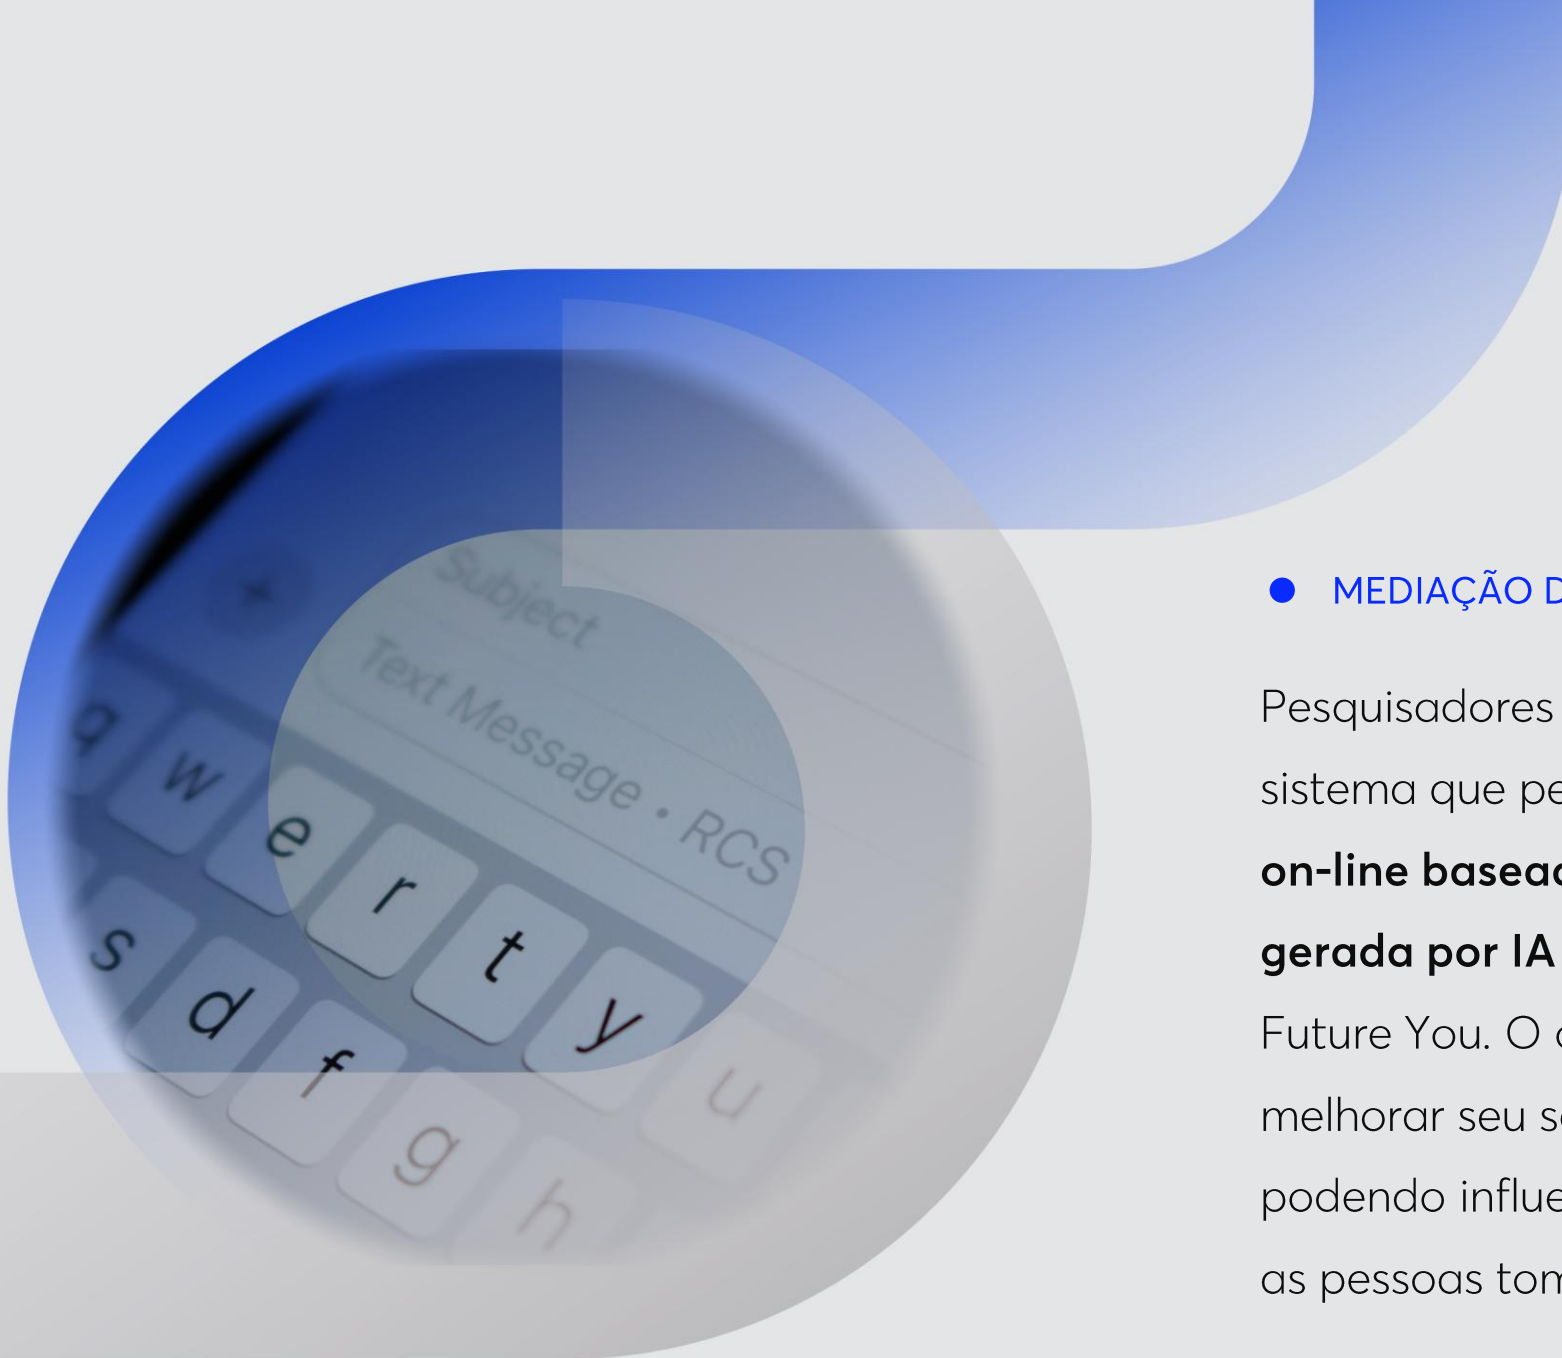 Subject
Text Message • RCS
q w e r t y u
s d f g h
MEDIAÇÃO D
Pesquisadores
sistema que pe
on-line basead
gerada por IA
Future You. O
melhorar seu s
podendo influe
as pessoas tom